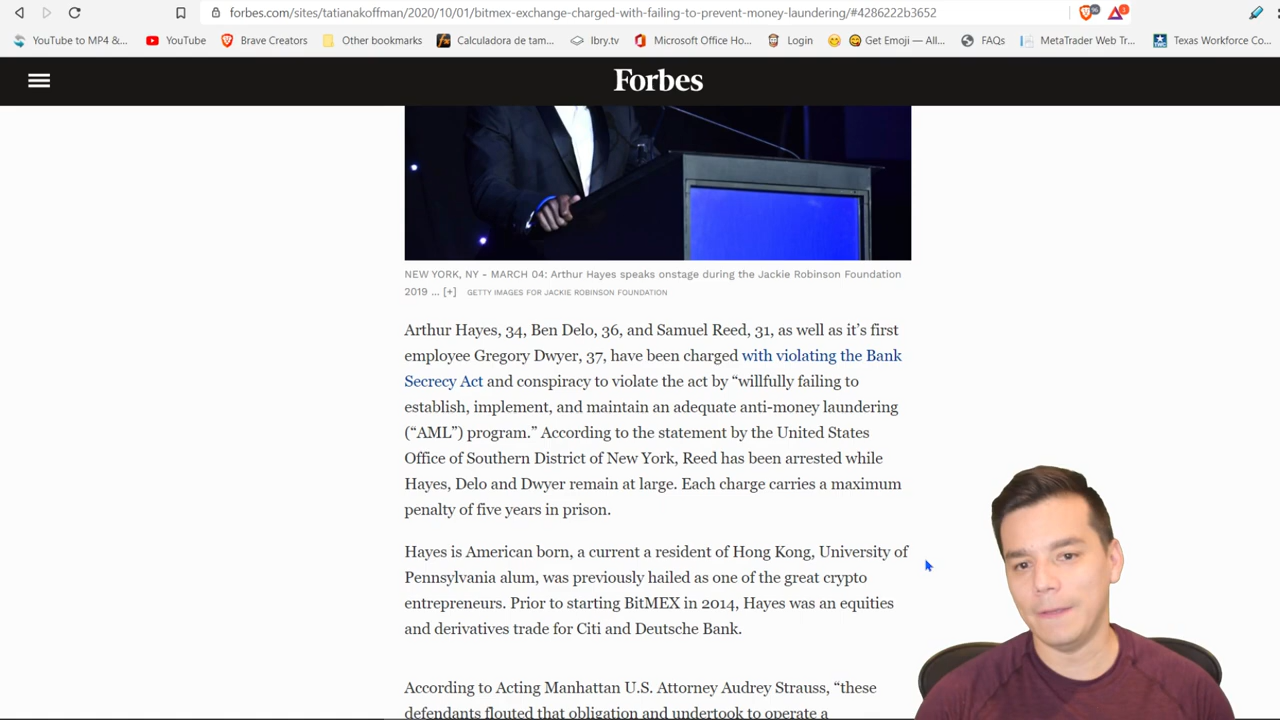 forbes.com/sites/tatianakoffman/2020/10/01/bitmex-exchange-charged-with-failing-to-prevent-money-laundering/#4286222b3652
YouTube to MP4 &... YouTube Brave Creators Other bookmarks Calculadora de tam... lbry.tv Microsoft Office Ho... Login Get Emoji — All... FAQs MetaTrader Web Tr... Texas Workforce Co...
Forbes
NEW YORK, NY - MARCH 04: Arthur Hayes speaks onstage during the Jackie Robinson Foundation
2019 ... [+] GETTY IMAGES FOR JACKIE ROBINSON FOUNDATION
Arthur Hayes, 34, Ben Delo, 36, and Samuel Reed, 31, as well as it’s first
employee Gregory Dwyer, 37, have been charged with violating the Bank
Secrecy Act and conspiracy to violate the act by “willfully failing to
establish, implement, and maintain an adequate anti-money laundering
(“AML”) program.” According to the statement by the United States
Office of Southern District of New York, Reed has been arrested while
Hayes, Delo and Dwyer remain at large. Each charge carries a maximum
penalty of five years in prison.
Hayes is American born, a current a resident of Hong Kong, University of
Pennsylvania alum, was previously hailed as one of the great crypto
entrepreneurs. Prior to starting BitMEX in 2014, Hayes was an equities
and derivatives trade for Citi and Deutsche Bank.
According to Acting Manhattan U.S. Attorney Audrey Strauss, “these
defendants flouted that obligation and undertook to operate a